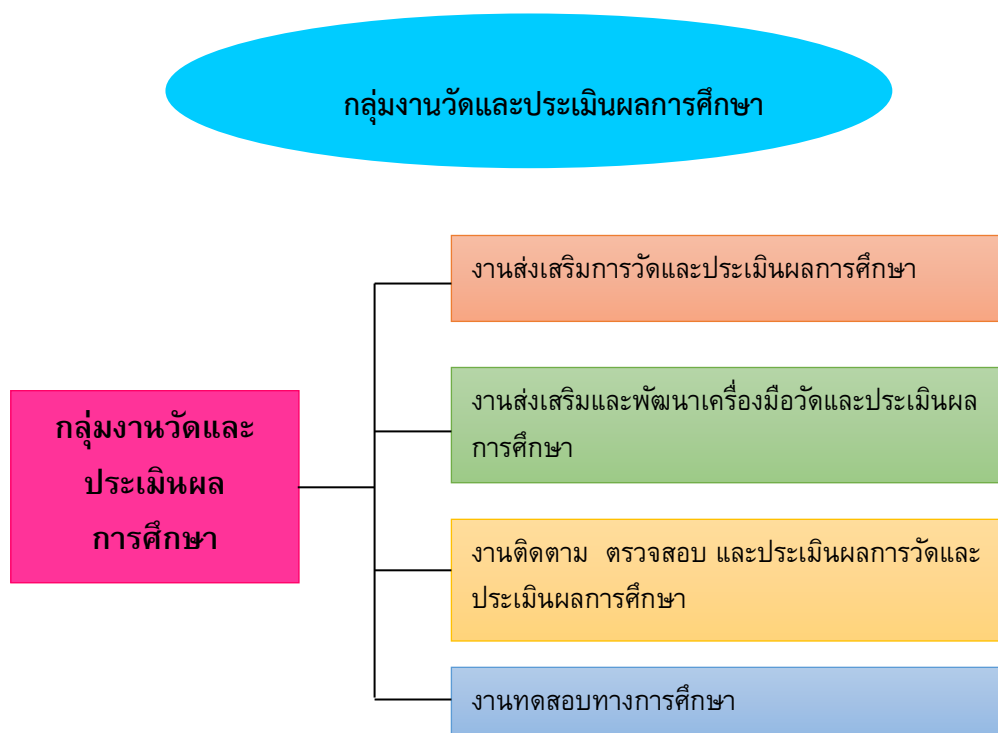 กลุ่มงานวัดและประเมินผลการศึกษา
งานส่งเสริมการวัดและประเมินผลการศึกษา
กลุ่มงานวัดและ
ประเมินผล
การศึกษา
งานส่งเสริมและพัฒนาเครื่องมือวัดและประเมินผล
การศึกษา
งานติดตาม ตรวจสอบ และประเมินผลการวัดและ
ประเมินผลการศึกษา
งานทดสอบทางการศึกษา